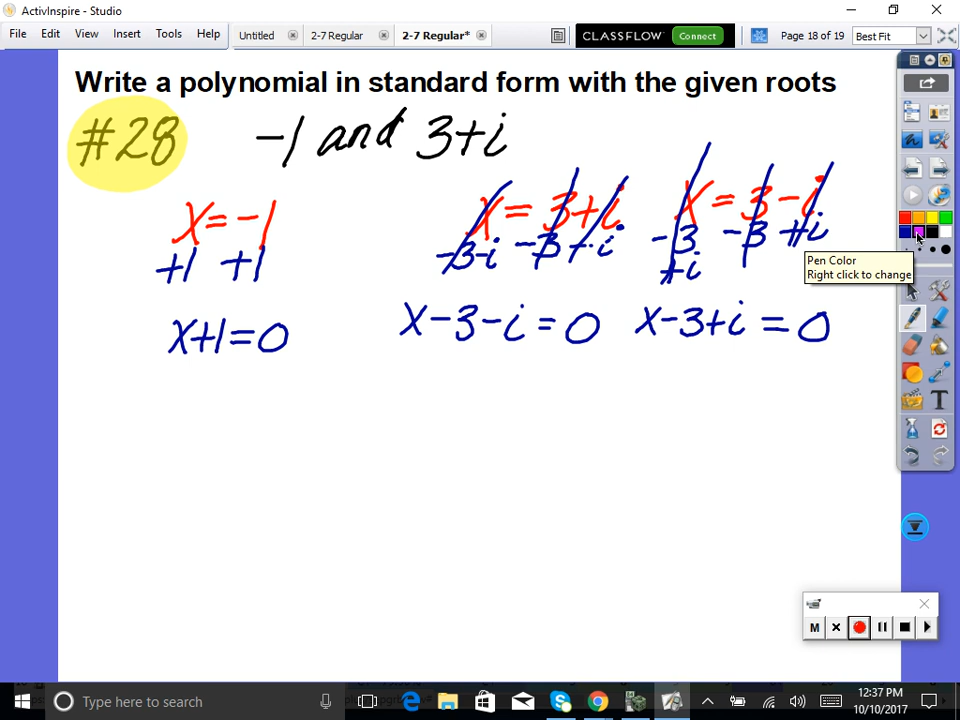 ActivInspire - Studio
File Edit View Insert Tools Help Untitled 2-7 Regular 2-7 Regular* CLASSFLOW Connect Page 18 of 19 Best Fit
Write a polynomial in standard form with the given roots
#28 -1 and 3+i
x=-1 x=3+i x=3-i
+1 +1 -3-i -3-i -3 -3+i
+i
Pen Color
Right click to change
x+1=0 x-3-i=0 x-3+i=0
T
M
Type here to search
12:37 PM
10/10/2017